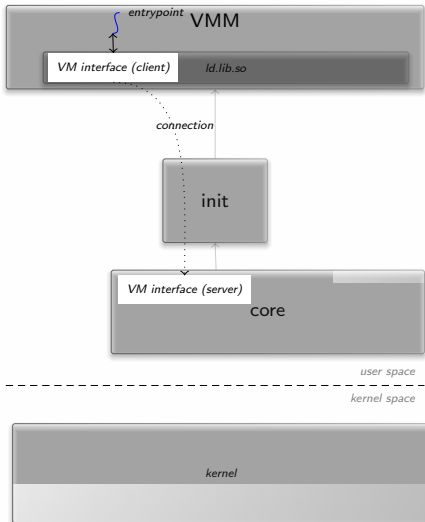 entrypoint
VMM
VM interface (client)
ld.lib.so
connection
init
VM interface (server)
core
user space
kernel space
kernel